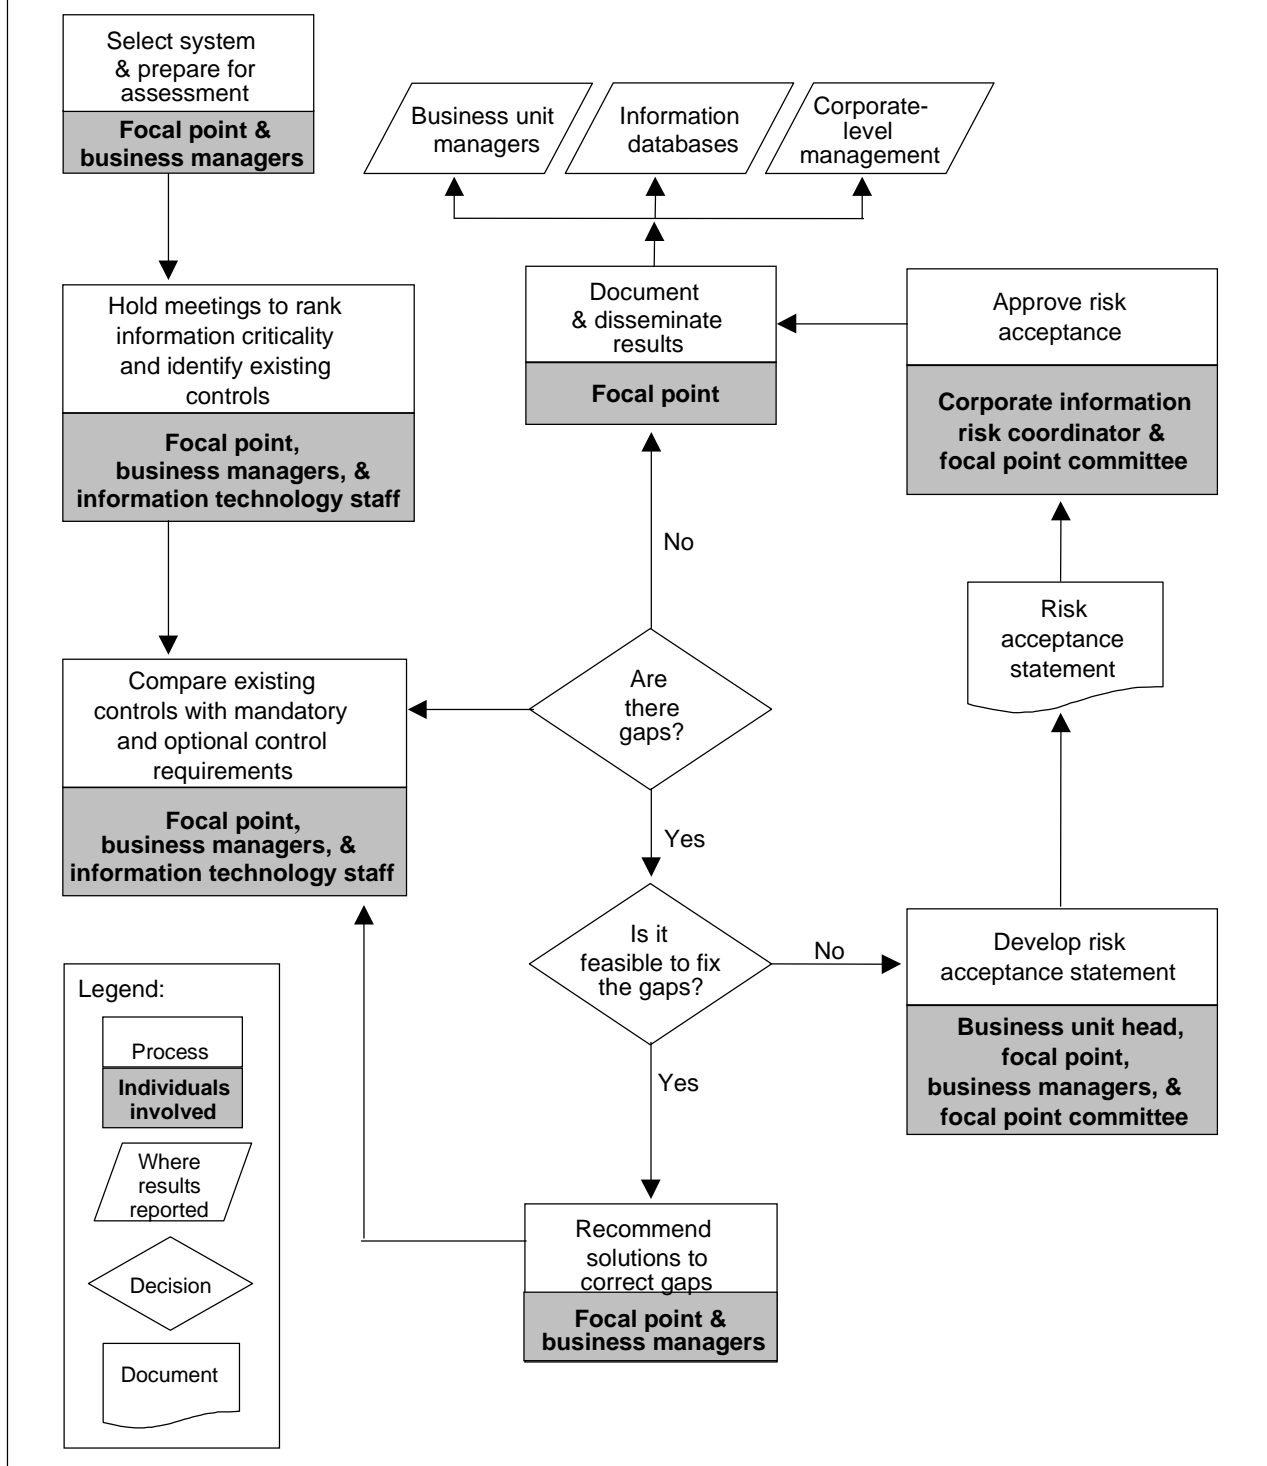 Select system
& prepare for
assessment
Focal point &
business managers
Business unit
managers
Information
databases
Corporate-
level
management
Hold meetings to rank
information criticality
and identify existing
controls
Focal point,
business managers, &
information technology staff
Document
& disseminate
results
Focal point
Approve risk
acceptance
Corporate information
risk coordinator &
focal point committee
No
Risk
acceptance
statement
Compare existing
controls with mandatory
and optional control
requirements
Focal point,
business managers, &
information technology staff
Are
there
gaps?
Yes
Is it
feasible to fix
the gaps?
No
Develop risk
acceptance statement
Business unit head,
focal point,
business managers, &
focal point committee
Yes
Recommend
solutions to
correct gaps
Focal point &
business managers
Legend:
Process
Individuals
involved
Where
results
reported
Decision
Document